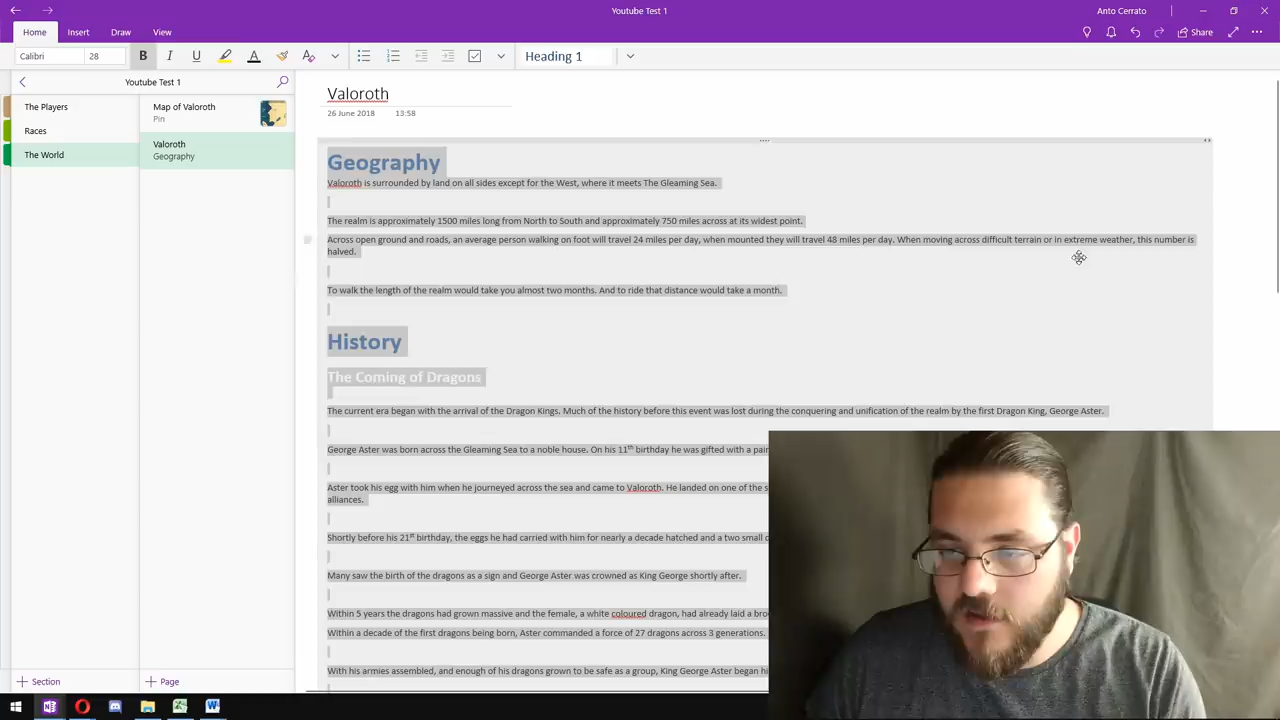 Youtube Test 1
Anto Cerrato
Home
Insert
Draw
View
Share
Calibri
28
B
I
U
A
A
Heading 1
Youtube Test 1
The Players
Races
The World
Map of Valoroth
Pin
Valoroth
Geography
Valoroth
26 June 2018 13:58
Geography
Valoroth is surrounded by land on all sides except for the West, where it meets The Gleaming Sea.
The realm is approximately 1500 miles long from North to South and approximately 750 miles across at its widest point.
Across open ground and roads, an average person walking on foot will travel 24 miles per day, when mounted they will travel 48 miles per day. When moving across difficult terrain or in extreme weather, this number is
halved.
To walk the length of the realm would take you almost two months. And to ride that distance would take a month.
History
The Coming of Dragons
The current era began with the arrival of the Dragon Kings. Much of the history before this event was lost during the conquering and unification of the realm by the first Dragon King, George Aster.
George Aster was born across the Gleaming Sea to a noble house. On his 11th birthday he was gifted with a pair
Aster took his egg with him when he journeyed across the sea and came to Valoroth. He landed on one of the s
alliances.
Shortly before his 21st birthday, the eggs he had carried with him for nearly a decade hatched and a two small d
Many saw the birth of the dragons as a sign and George Aster was crowned as King George shortly after.
Within 5 years the dragons had grown massive and the female, a white coloured dragon, had already laid a bro
Within a decade of the first dragons being born, Aster commanded a force of 27 dragons across 3 generations.
With his armies assembled, and enough of his dragons grown to be safe as a group, King George Aster began hi
+ Section
+ Page